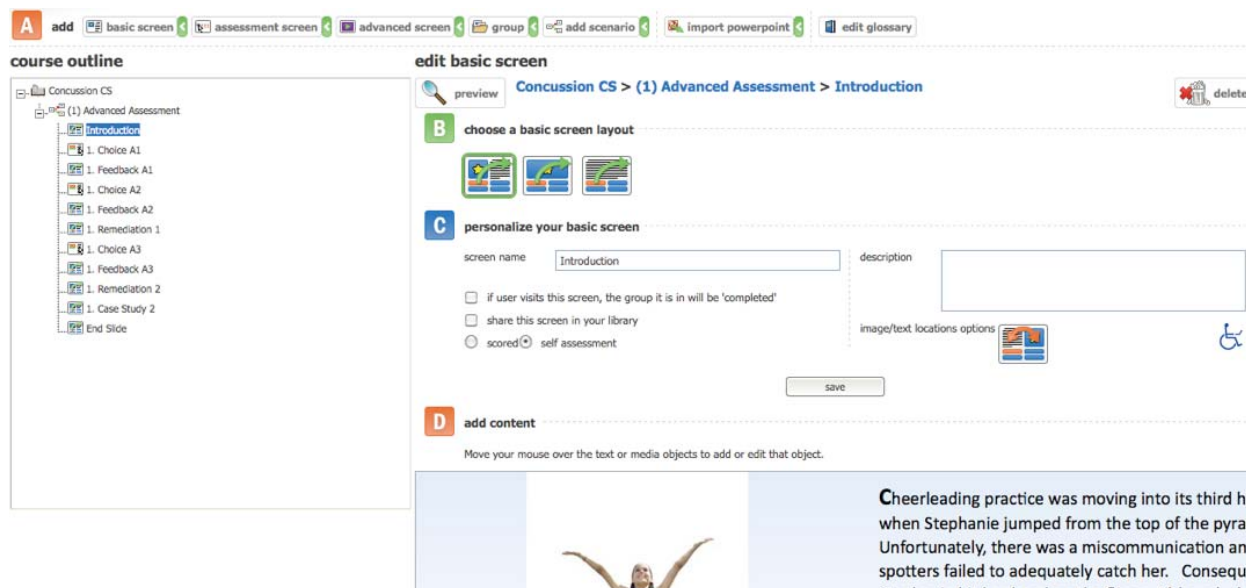 A add basic screen assessment screen advanced screen group add scenario import powerpoint edit glossary
course outline
Concussion CS
(1) Advanced Assessment
Introduction
1. Choice A1
1. Feedback A1
1. Choice A2
1. Feedback A2
1. Remediation 1
1. Choice A3
1. Feedback A3
1. Remediation 2
1. Case Study 2
End Slide
edit basic screen
preview Concussion CS > (1) Advanced Assessment > Introduction delete
B choose a basic screen layout
C personalize your basic screen
screen name Introduction description
if user visits this screen, the group it is in will be 'completed'
share this screen in your library
scored self assessment
image/text locations options
save
D add content
Move your mouse over the text or media objects to add or edit that object.
Cheerleading practice was moving into its third h
when Stephanie jumped from the top of the pyra
Unfortunately, there was a miscommunication an
spotters failed to adequately catch her. Consequ